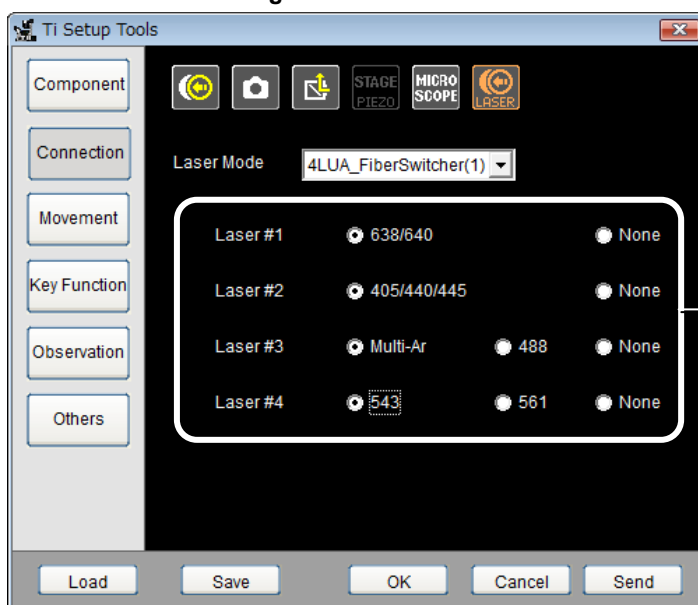 Ti Setup Tools
Component
STAGE
PIEZO
MICRO
SCOPE
LASER
Connection
Laser Mode 4LUA_FiberSwitcher(1)
Movement
Laser #1 638/640 None
Key Function
Laser #2 405/440/445 None
Observation
Laser #3 Multi-Ar 488 None
Others
Laser #4 543 561 None
Load Save OK Cancel Send